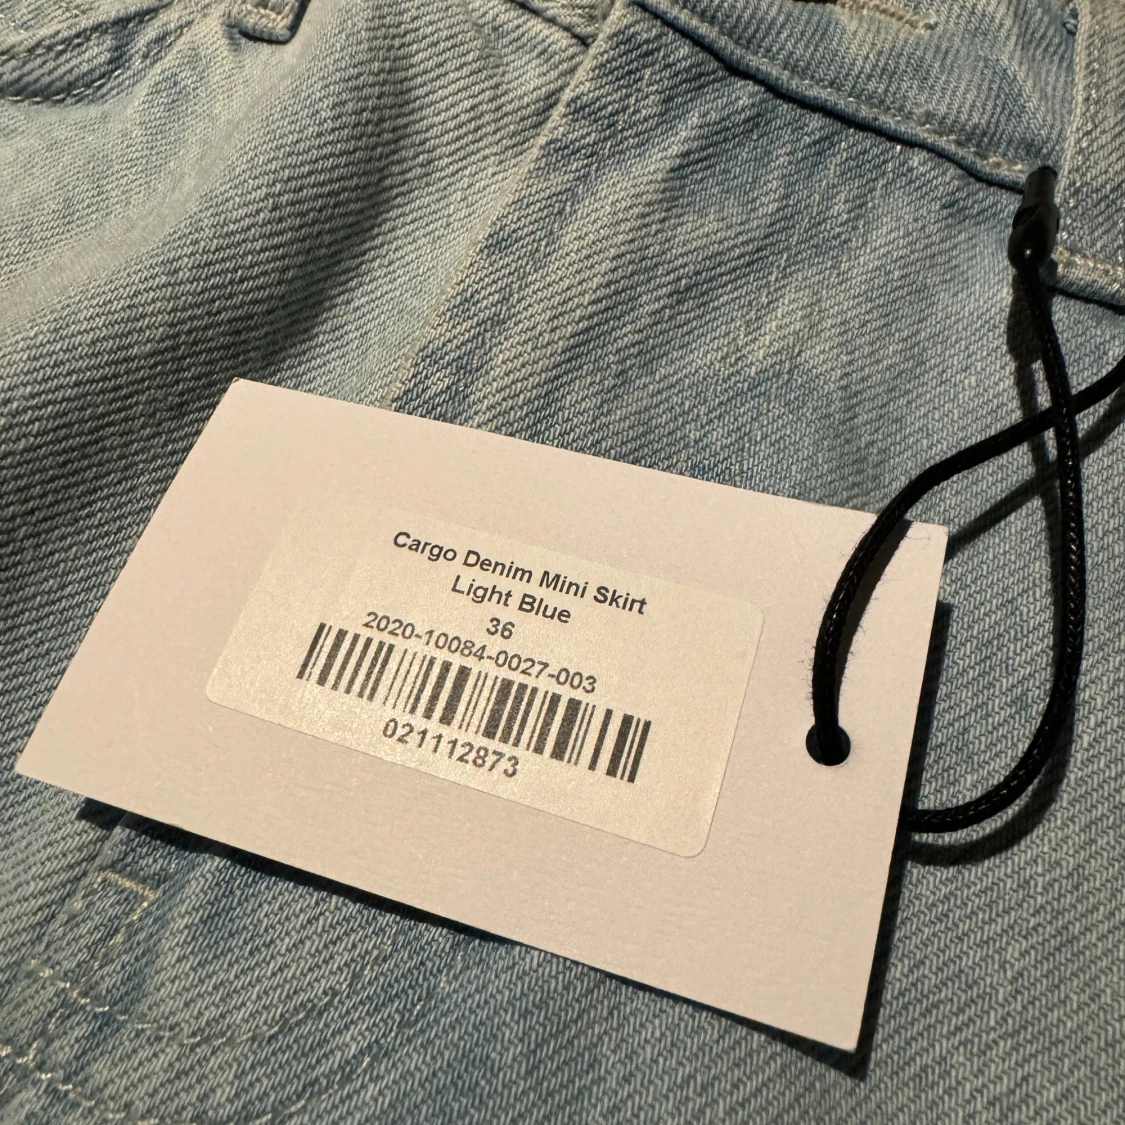 Cargo Denim Mini Skirt
Light Blue
36
2020-10084-0027-003
021112873